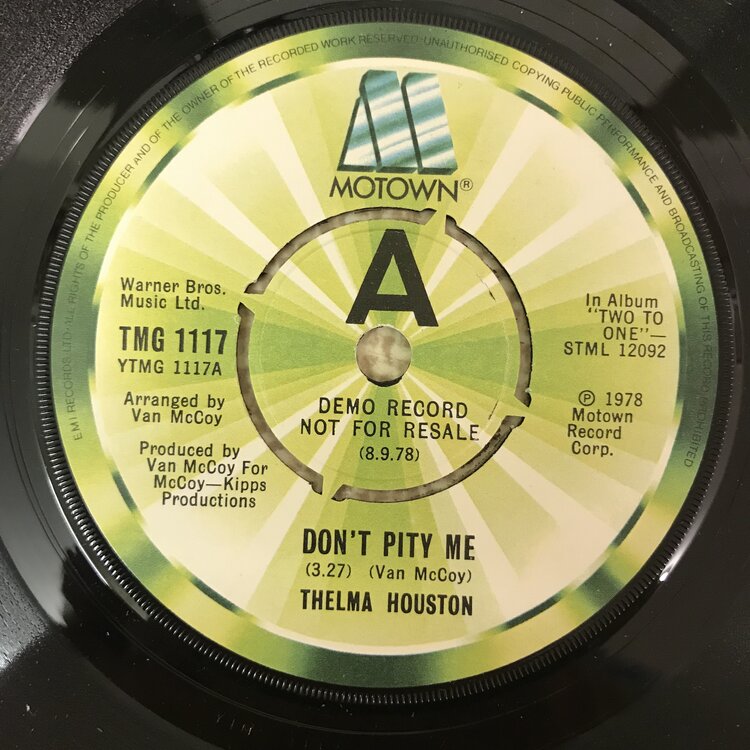 EMI RECORDS LTD. ALL RIGHTS OF THE PRODUCER AND OF THE OWNER OF THE RECORDED WORK RESERVED. UNAUTHORISED COPYING PUBLIC PERFORMANCE AND BROADCASTING OF THIS RECORD PROHIBITED
MOTOWN®
A
Warner Bros.
Music Ltd.
TMG 1117
YTMG 1117A
Arranged by
Van McCoy
Produced by
Van McCoy For
McCoy—Kipps
Productions
In Album
"TWO TO
ONE"—
STML 12092
℗ 1978
Motown
Record
Corp.
DEMO RECORD
NOT FOR RESALE
(8.9.78)
DON'T PITY ME
(3.27) (Van McCoy)
THELMA HOUSTON